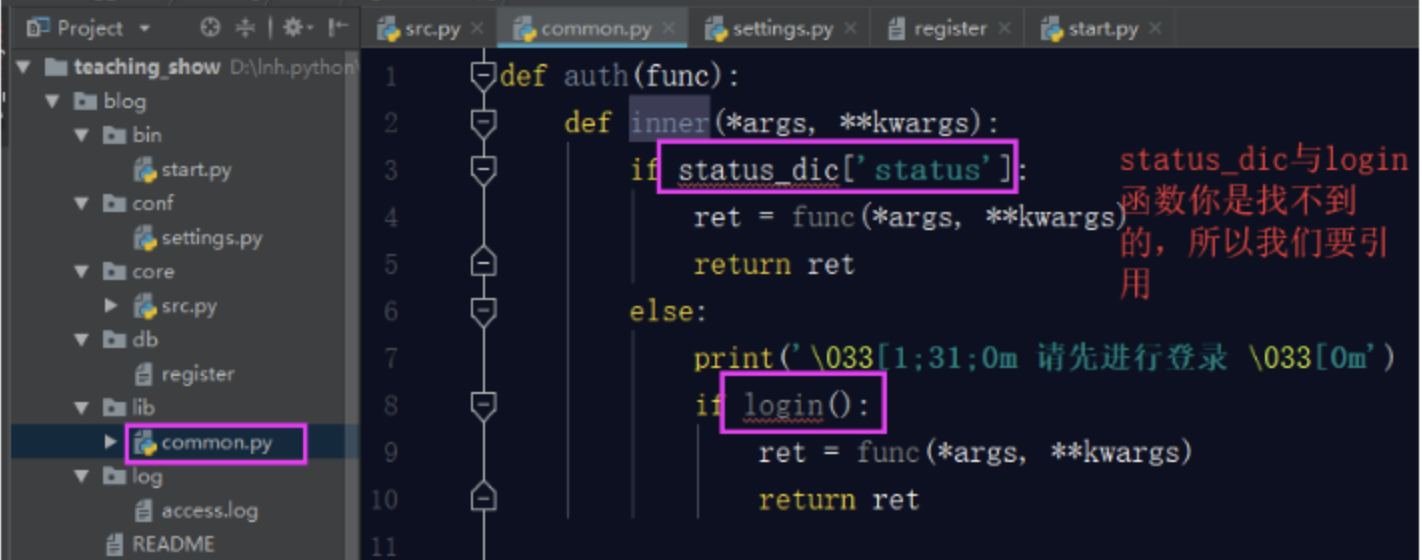 Project
src.py
common.py
settings.py
register
start.py
teaching_show D:\lnh.python\
blog
bin
start.py
conf
settings.py
core
src.py
db
register
lib
common.py
log
access.log
README
1 def auth(func):
2 def inner(*args, **kwargs):
3 if status_dic['status']:
4 ret = func(*args, **kwargs)
5 return ret
6 else:
7 print('\033[1;31;0m 请先进行登录 \033[0m')
8 if login():
9 ret = func(*args, **kwargs)
10 return ret
11
status_dic与login
函数你是找不到
的，所以我们要引
用